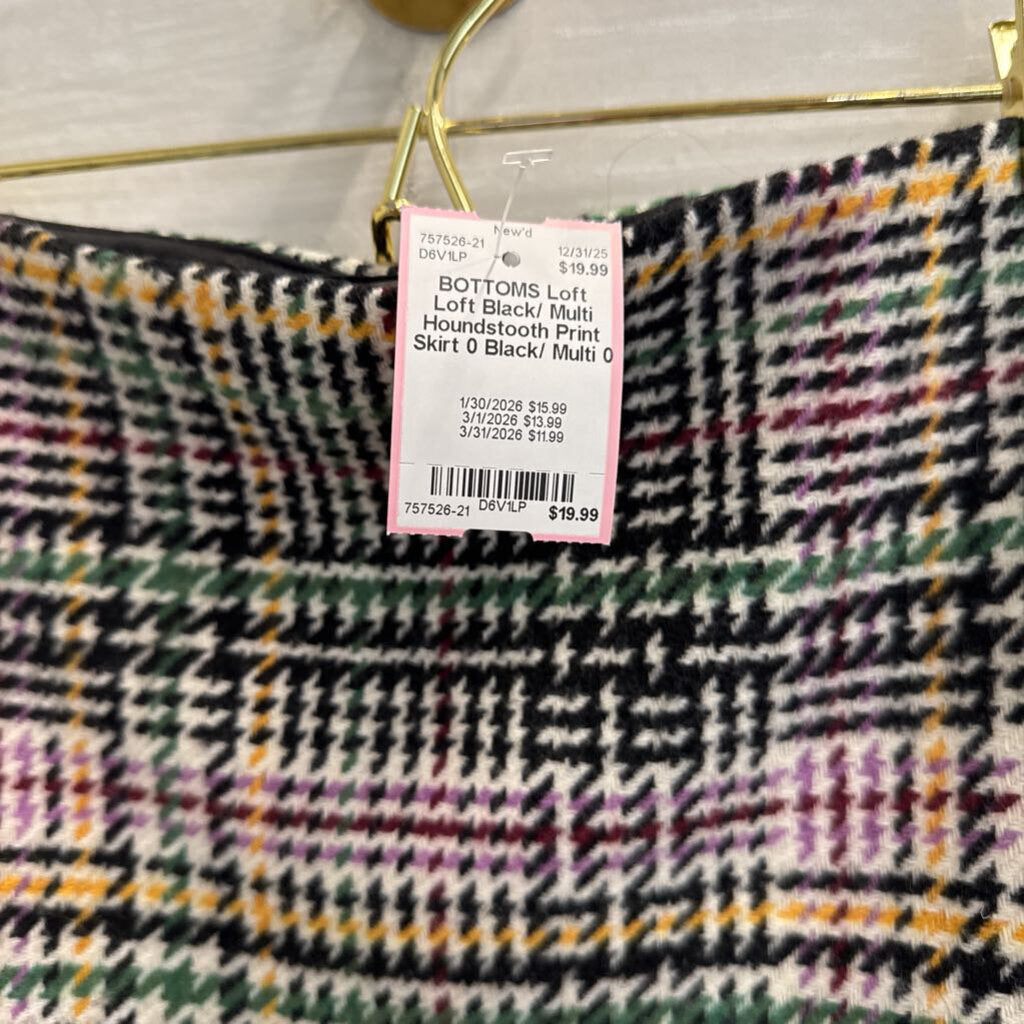 New'd
757526-21 12/31/25
D6V1LP $19.99
BOTTOMS Loft
Loft Black/ Multi
Houndstooth Print
Skirt 0 Black/ Multi 0
1/30/2026 $15.99
3/1/2026 $13.99
3/31/2026 $11.99
757526-21 D6V1LP $19.99